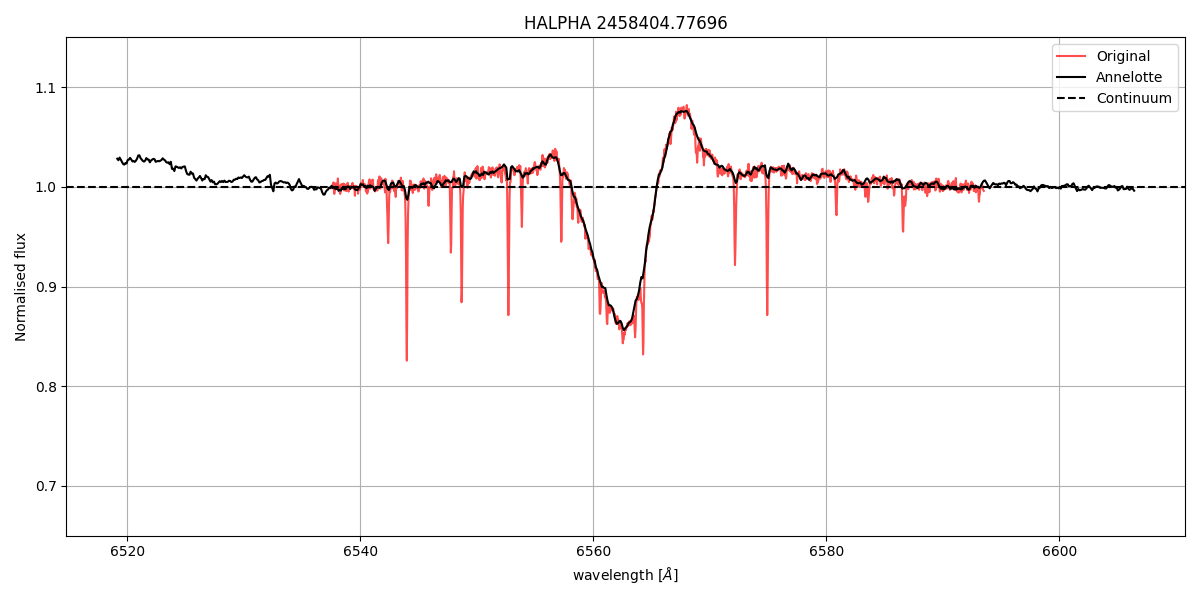 HALPHA 2458404.77696
Original
Annelotte
Continuum
1.1
1.0
0.9
0.8
0.7
Normalised flux
6520 6540 6560 6580 6600
wavelength [Å]